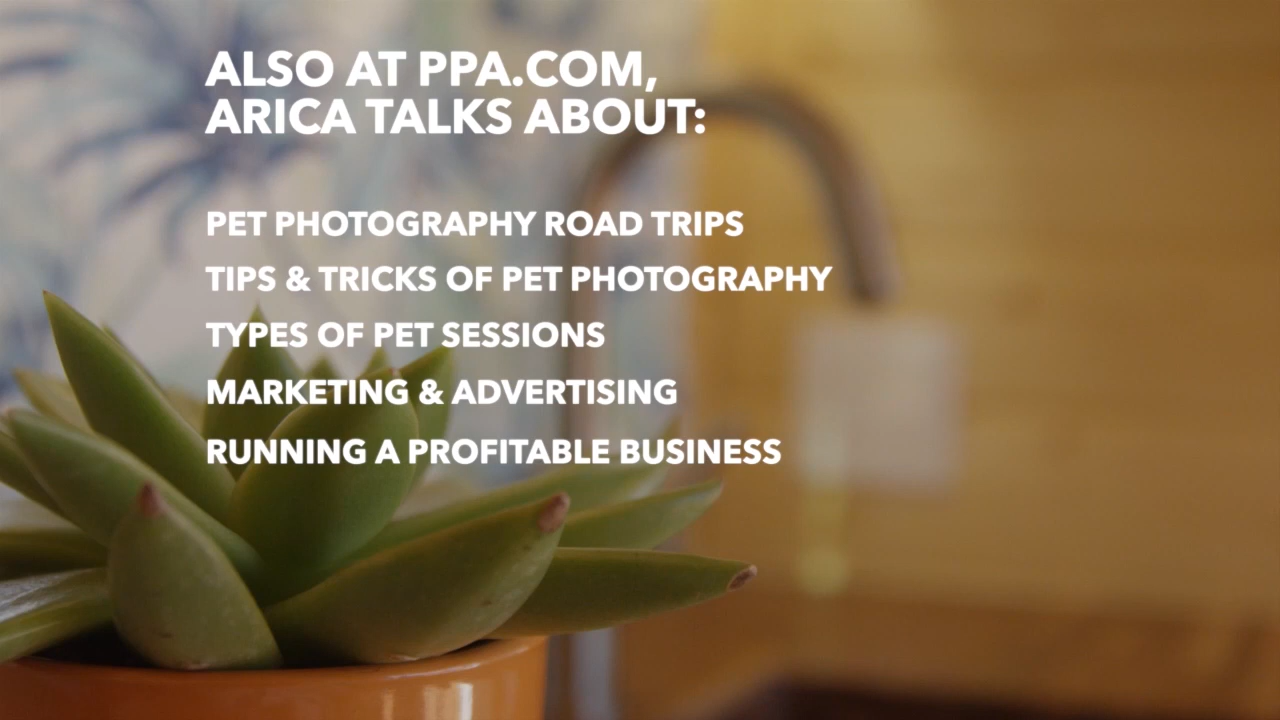 ALSO AT PPA.COM,
ARICA TALKS ABOUT:
PET PHOTOGRAPHY ROAD TRIPS
TIPS & TRICKS OF PET PHOTOGRAPHY
TYPES OF PET SESSIONS
MARKETING & ADVERTISING
RUNNING A PROFITABLE BUSINESS